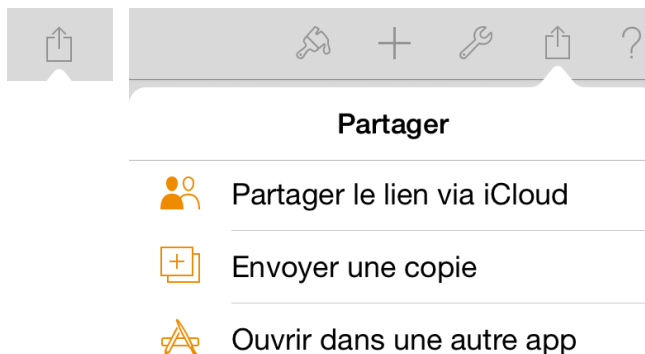 Partager
Partager le lien via iCloud
Envoyer une copie
Ouvrir dans une autre app